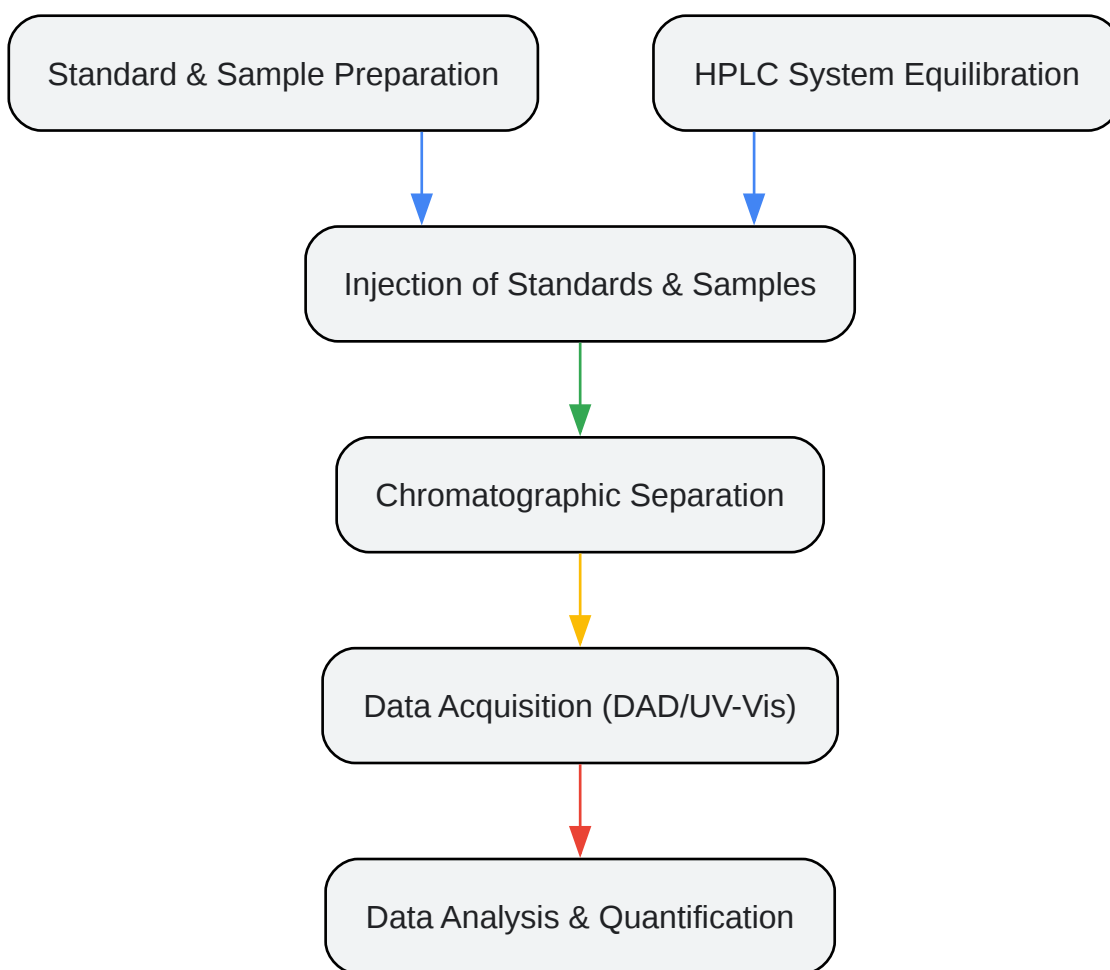 Standard & Sample Preparation
HPLC System Equilibration
Injection of Standards & Samples
Chromatographic Separation
Data Acquisition (DAD/UV-Vis)
Data Analysis & Quantification